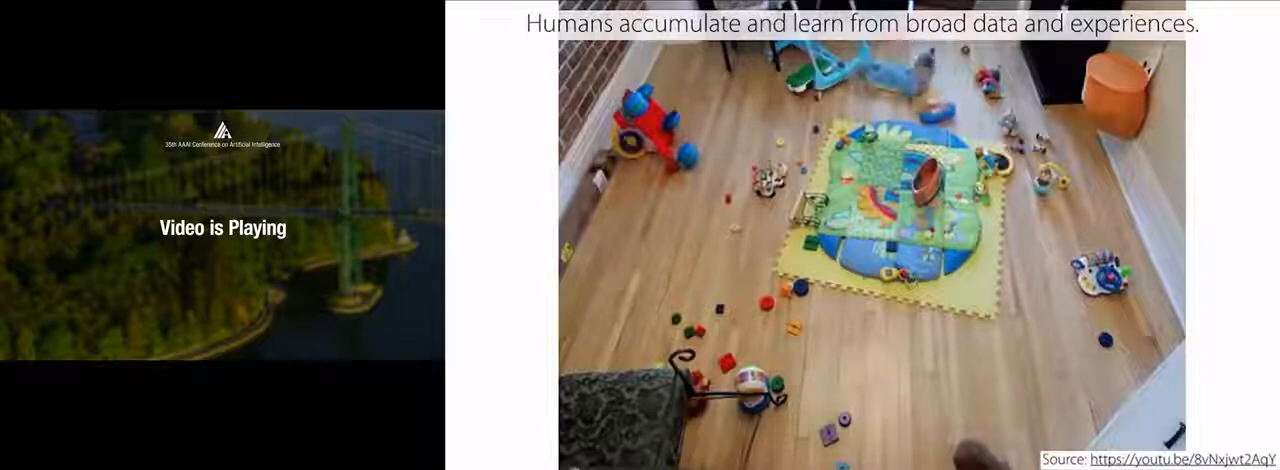 35th AAAI Conference on Artificial Intelligence
Video is Playing
Humans accumulate and learn from broad data and experiences.
Source: https://youtu.be/8vNxjwt2AqY